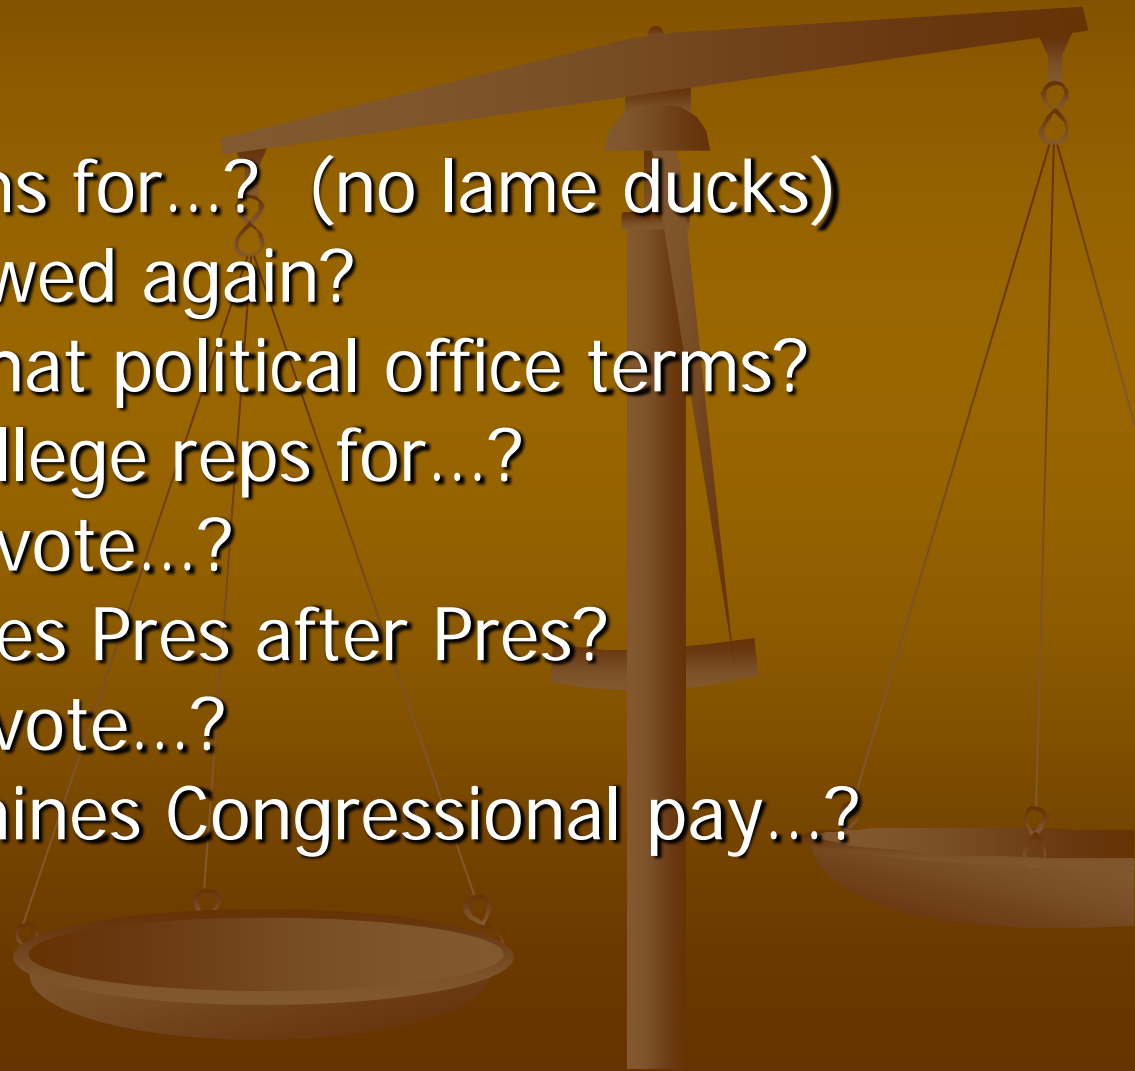 ns for...? (no lame ducks)
wed again?
hat political office terms?
llege reps for...?
vote...?
es Pres after Pres?
vote...?
ines Congressional pay...?